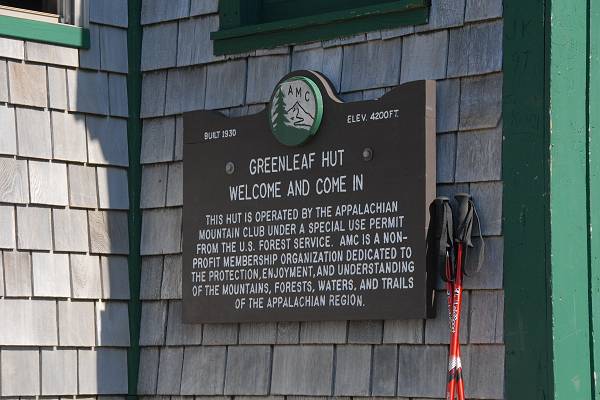 AMC
BUILT 1930
ELEV. 4200 FT.
GREENLEAF HUT
WELCOME AND COME IN
THIS HUT IS OPERATED BY THE APPALACHIAN
MOUNTAIN CLUB UNDER A SPECIAL USE PERMIT
FROM THE U.S. FOREST SERVICE. AMC IS A NON-
PROFIT MEMBERSHIP ORGANIZATION DEDICATED TO
THE PROTECTION, ENJOYMENT, AND UNDERSTANDING
OF THE MOUNTAINS, FORESTS, WATERS, AND TRAILS
OF THE APPALACHIAN REGION.